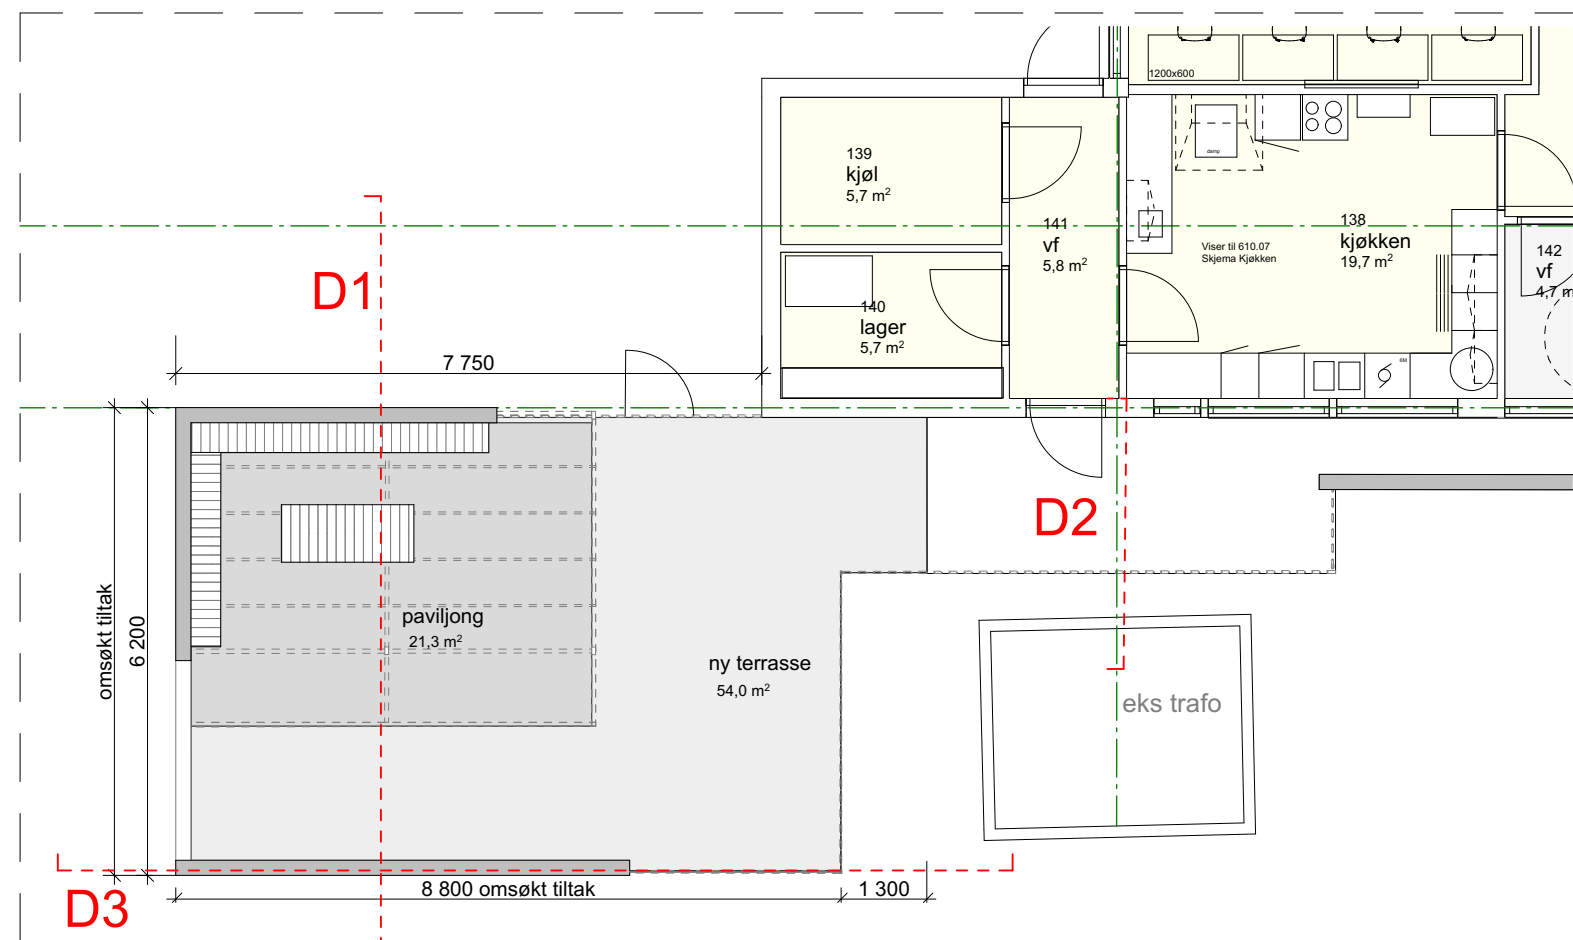 1200x600
damp
139
kjøl
5,7 m²
141
vf
5,8 m²
138
kjøkken
19,7 m²
Viser til 610.07
Skjema Kjøkken
142
vf
4,7 m
D1
140
lager
5,7 m²
7 750
D2
omsøkt tiltak
6 200
paviljong
21,3 m²
ny terrasse
54,0 m²
eks trafo
8 800 omsøkt tiltak
1 300
D3